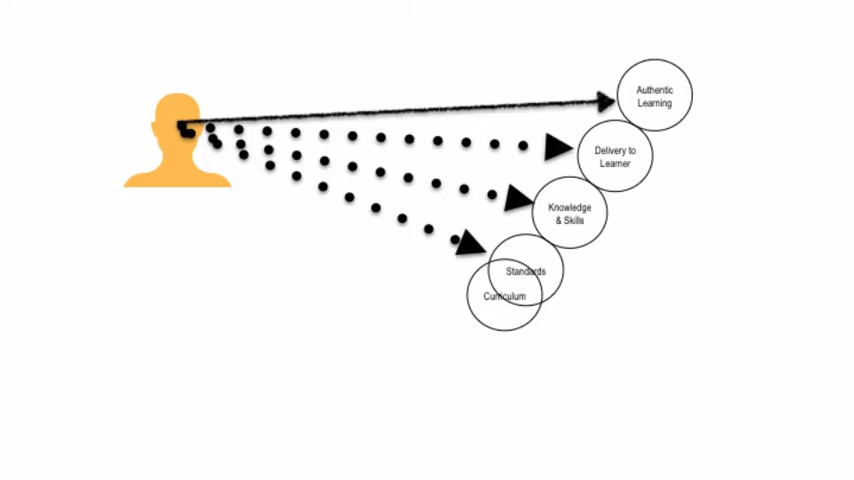 Authentic
Learning
Delivery to
Learner
Knowledge
& Skills
Standards
Curriculum